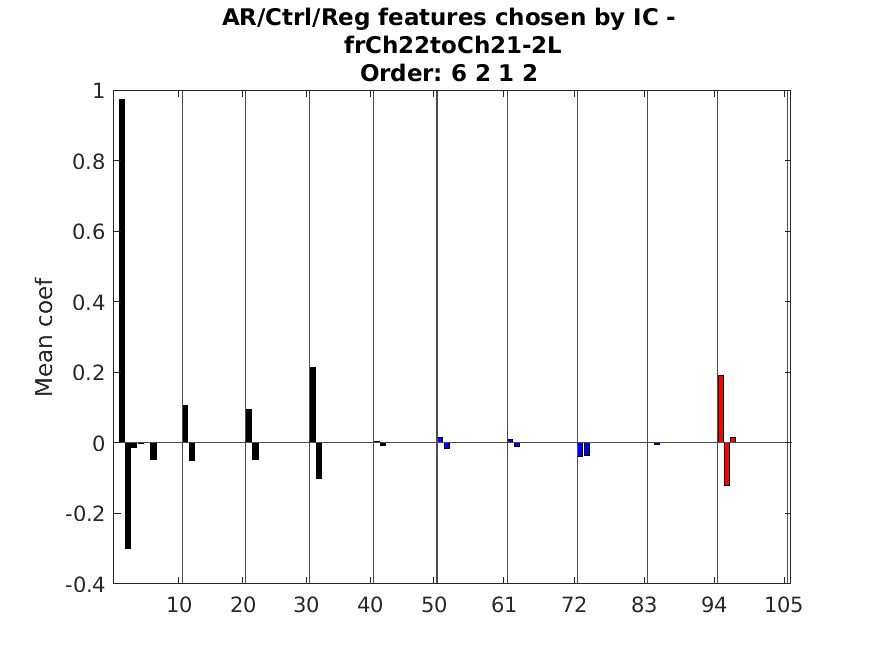 AR/Ctrl/Reg features chosen by IC -
frCh22toCh21-2L
Order: 6 2 1 2
1
0.8
0.6
0.4
0.2
0
-0.2
-0.4
Mean coef
10 20 30 40 50 61 72 83 94 105